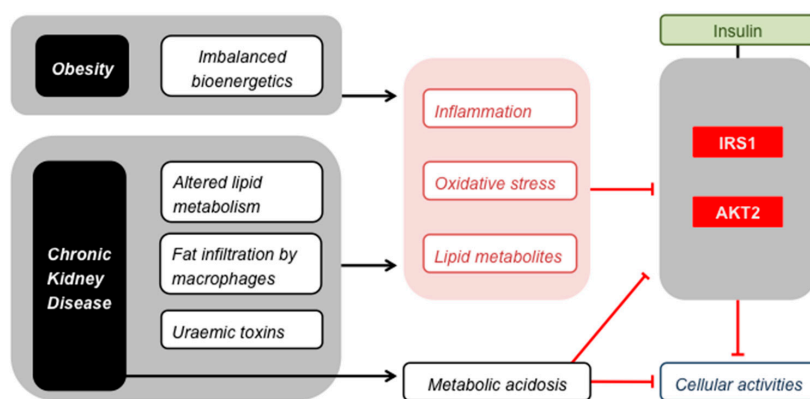 Obesity
Imbalanced
bioenergetics
Chronic
Kidney
Disease
Altered lipid
metabolism
Fat infiltration by
macrophages
Uraemic toxins
Inflammation
Oxidative stress
Lipid metabolites
Metabolic acidosis
Insulin
IRS1
AKT2
Cellular activities